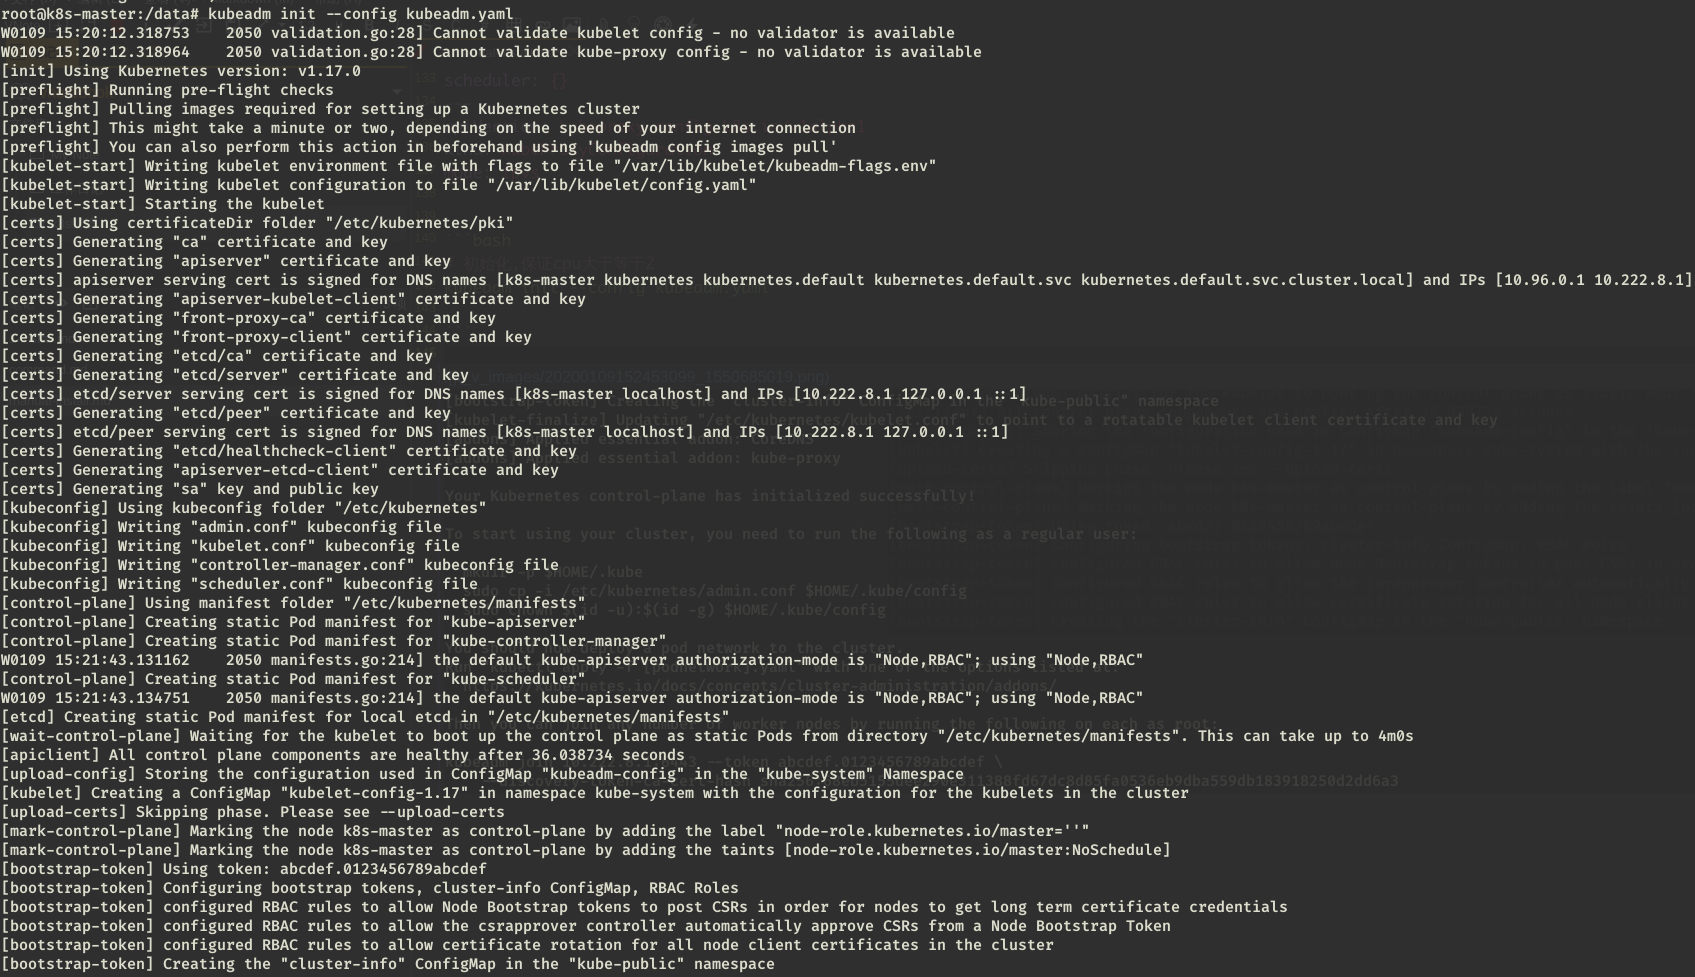 root@k8s-master:/data# kubeadm init --config kubeadm.yaml
W0109 15:20:12.318753    2050 validation.go:28] Cannot validate kubelet config - no validator is available
W0109 15:20:12.318964    2050 validation.go:28] Cannot validate kube-proxy config - no validator is available
[init] Using Kubernetes version: v1.17.0
[preflight] Running pre-flight checks
[preflight] Pulling images required for setting up a Kubernetes cluster
[preflight] This might take a minute or two, depending on the speed of your internet connection
[preflight] You can also perform this action in beforehand using 'kubeadm config images pull'
[kubelet-start] Writing kubelet environment file with flags to file "/var/lib/kubelet/kubeadm-flags.env"
[kubelet-start] Writing kubelet configuration to file "/var/lib/kubelet/config.yaml"
[kubelet-start] Starting the kubelet
[certs] Using certificateDir folder "/etc/kubernetes/pki"
[certs] Generating "ca" certificate and key
[certs] Generating "apiserver" certificate and key
[certs] apiserver serving cert is signed for DNS names [k8s-master kubernetes kubernetes.default kubernetes.default.svc kubernetes.default.svc.cluster.local] and IPs [10.96.0.1 10.222.8.1]
[certs] Generating "apiserver-kubelet-client" certificate and key
[certs] Generating "front-proxy-ca" certificate and key
[certs] Generating "front-proxy-client" certificate and key
[certs] Generating "etcd/ca" certificate and key
[certs] Generating "etcd/server" certificate and key
[certs] etcd/server serving cert is signed for DNS names [k8s-master localhost] and IPs [10.222.8.1 127.0.0.1 ::1]
[certs] Generating "etcd/peer" certificate and key
[certs] etcd/peer serving cert is signed for DNS names [k8s-master localhost] and IPs [10.222.8.1 127.0.0.1 ::1]
[certs] Generating "etcd/healthcheck-client" certificate and key
[certs] Generating "apiserver-etcd-client" certificate and key
[certs] Generating "sa" key and public key
[kubeconfig] Using kubeconfig folder "/etc/kubernetes"
[kubeconfig] Writing "admin.conf" kubeconfig file
[kubeconfig] Writing "kubelet.conf" kubeconfig file
[kubeconfig] Writing "controller-manager.conf" kubeconfig file
[kubeconfig] Writing "scheduler.conf" kubeconfig file
[control-plane] Using manifest folder "/etc/kubernetes/manifests"
[control-plane] Creating static Pod manifest for "kube-apiserver"
[control-plane] Creating static Pod manifest for "kube-controller-manager"
W0109 15:21:43.131162    2050 manifests.go:214] the default kube-apiserver authorization-mode is "Node,RBAC"; using "Node,RBAC"
[control-plane] Creating static Pod manifest for "kube-scheduler"
W0109 15:21:43.134751    2050 manifests.go:214] the default kube-apiserver authorization-mode is "Node,RBAC"; using "Node,RBAC"
[etcd] Creating static Pod manifest for local etcd in "/etc/kubernetes/manifests"
[wait-control-plane] Waiting for the kubelet to boot up the control plane as static Pods from directory "/etc/kubernetes/manifests". This can take up to 4m0s
[apiclient] All control plane components are healthy after 36.038734 seconds
[upload-config] Storing the configuration used in ConfigMap "kubeadm-config" in the "kube-system" Namespace
[kubelet] Creating a ConfigMap "kubelet-config-1.17" in namespace kube-system with the configuration for the kubelets in the cluster
[upload-certs] Skipping phase. Please see --upload-certs
[mark-control-plane] Marking the node k8s-master as control-plane by adding the label "node-role.kubernetes.io/master=''"
[mark-control-plane] Marking the node k8s-master as control-plane by adding the taints [node-role.kubernetes.io/master:NoSchedule]
[bootstrap-token] Using token: abcdef.0123456789abcdef
[bootstrap-token] Configuring bootstrap tokens, cluster-info ConfigMap, RBAC Roles
[bootstrap-token] configured RBAC rules to allow Node Bootstrap tokens to post CSRs in order for nodes to get long term certificate credentials
[bootstrap-token] configured RBAC rules to allow the csrapprover controller automatically approve CSRs from a Node Bootstrap Token
[bootstrap-token] configured RBAC rules to allow certificate rotation for all node client certificates in the cluster
[bootstrap-token] Creating the "cluster-info" ConfigMap in the "kube-public" namespace